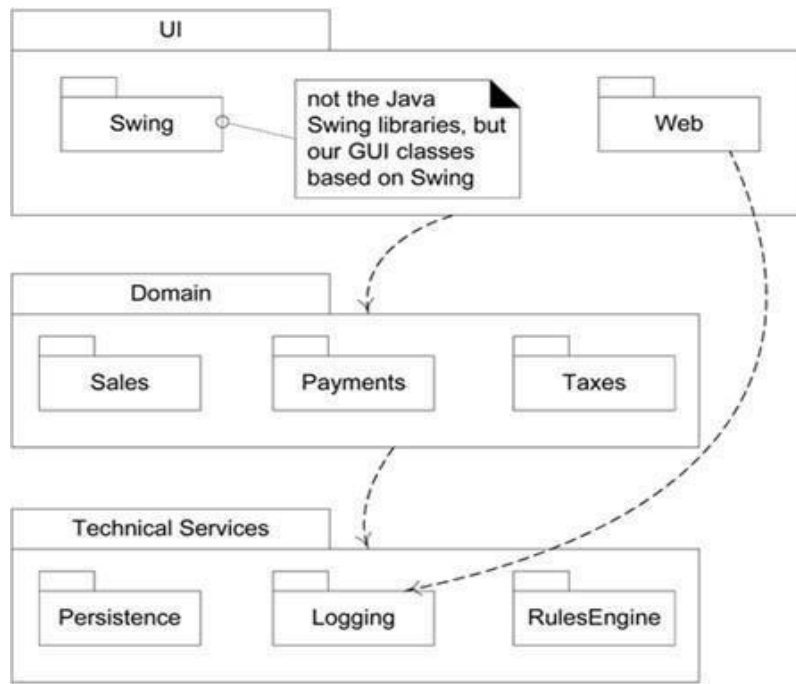 UI
Swing
not the Java
Swing libraries, but
our GUI classes
based on Swing
Web
Domain
Sales
Payments
Taxes
Technical Services
Persistence
Logging
RulesEngine